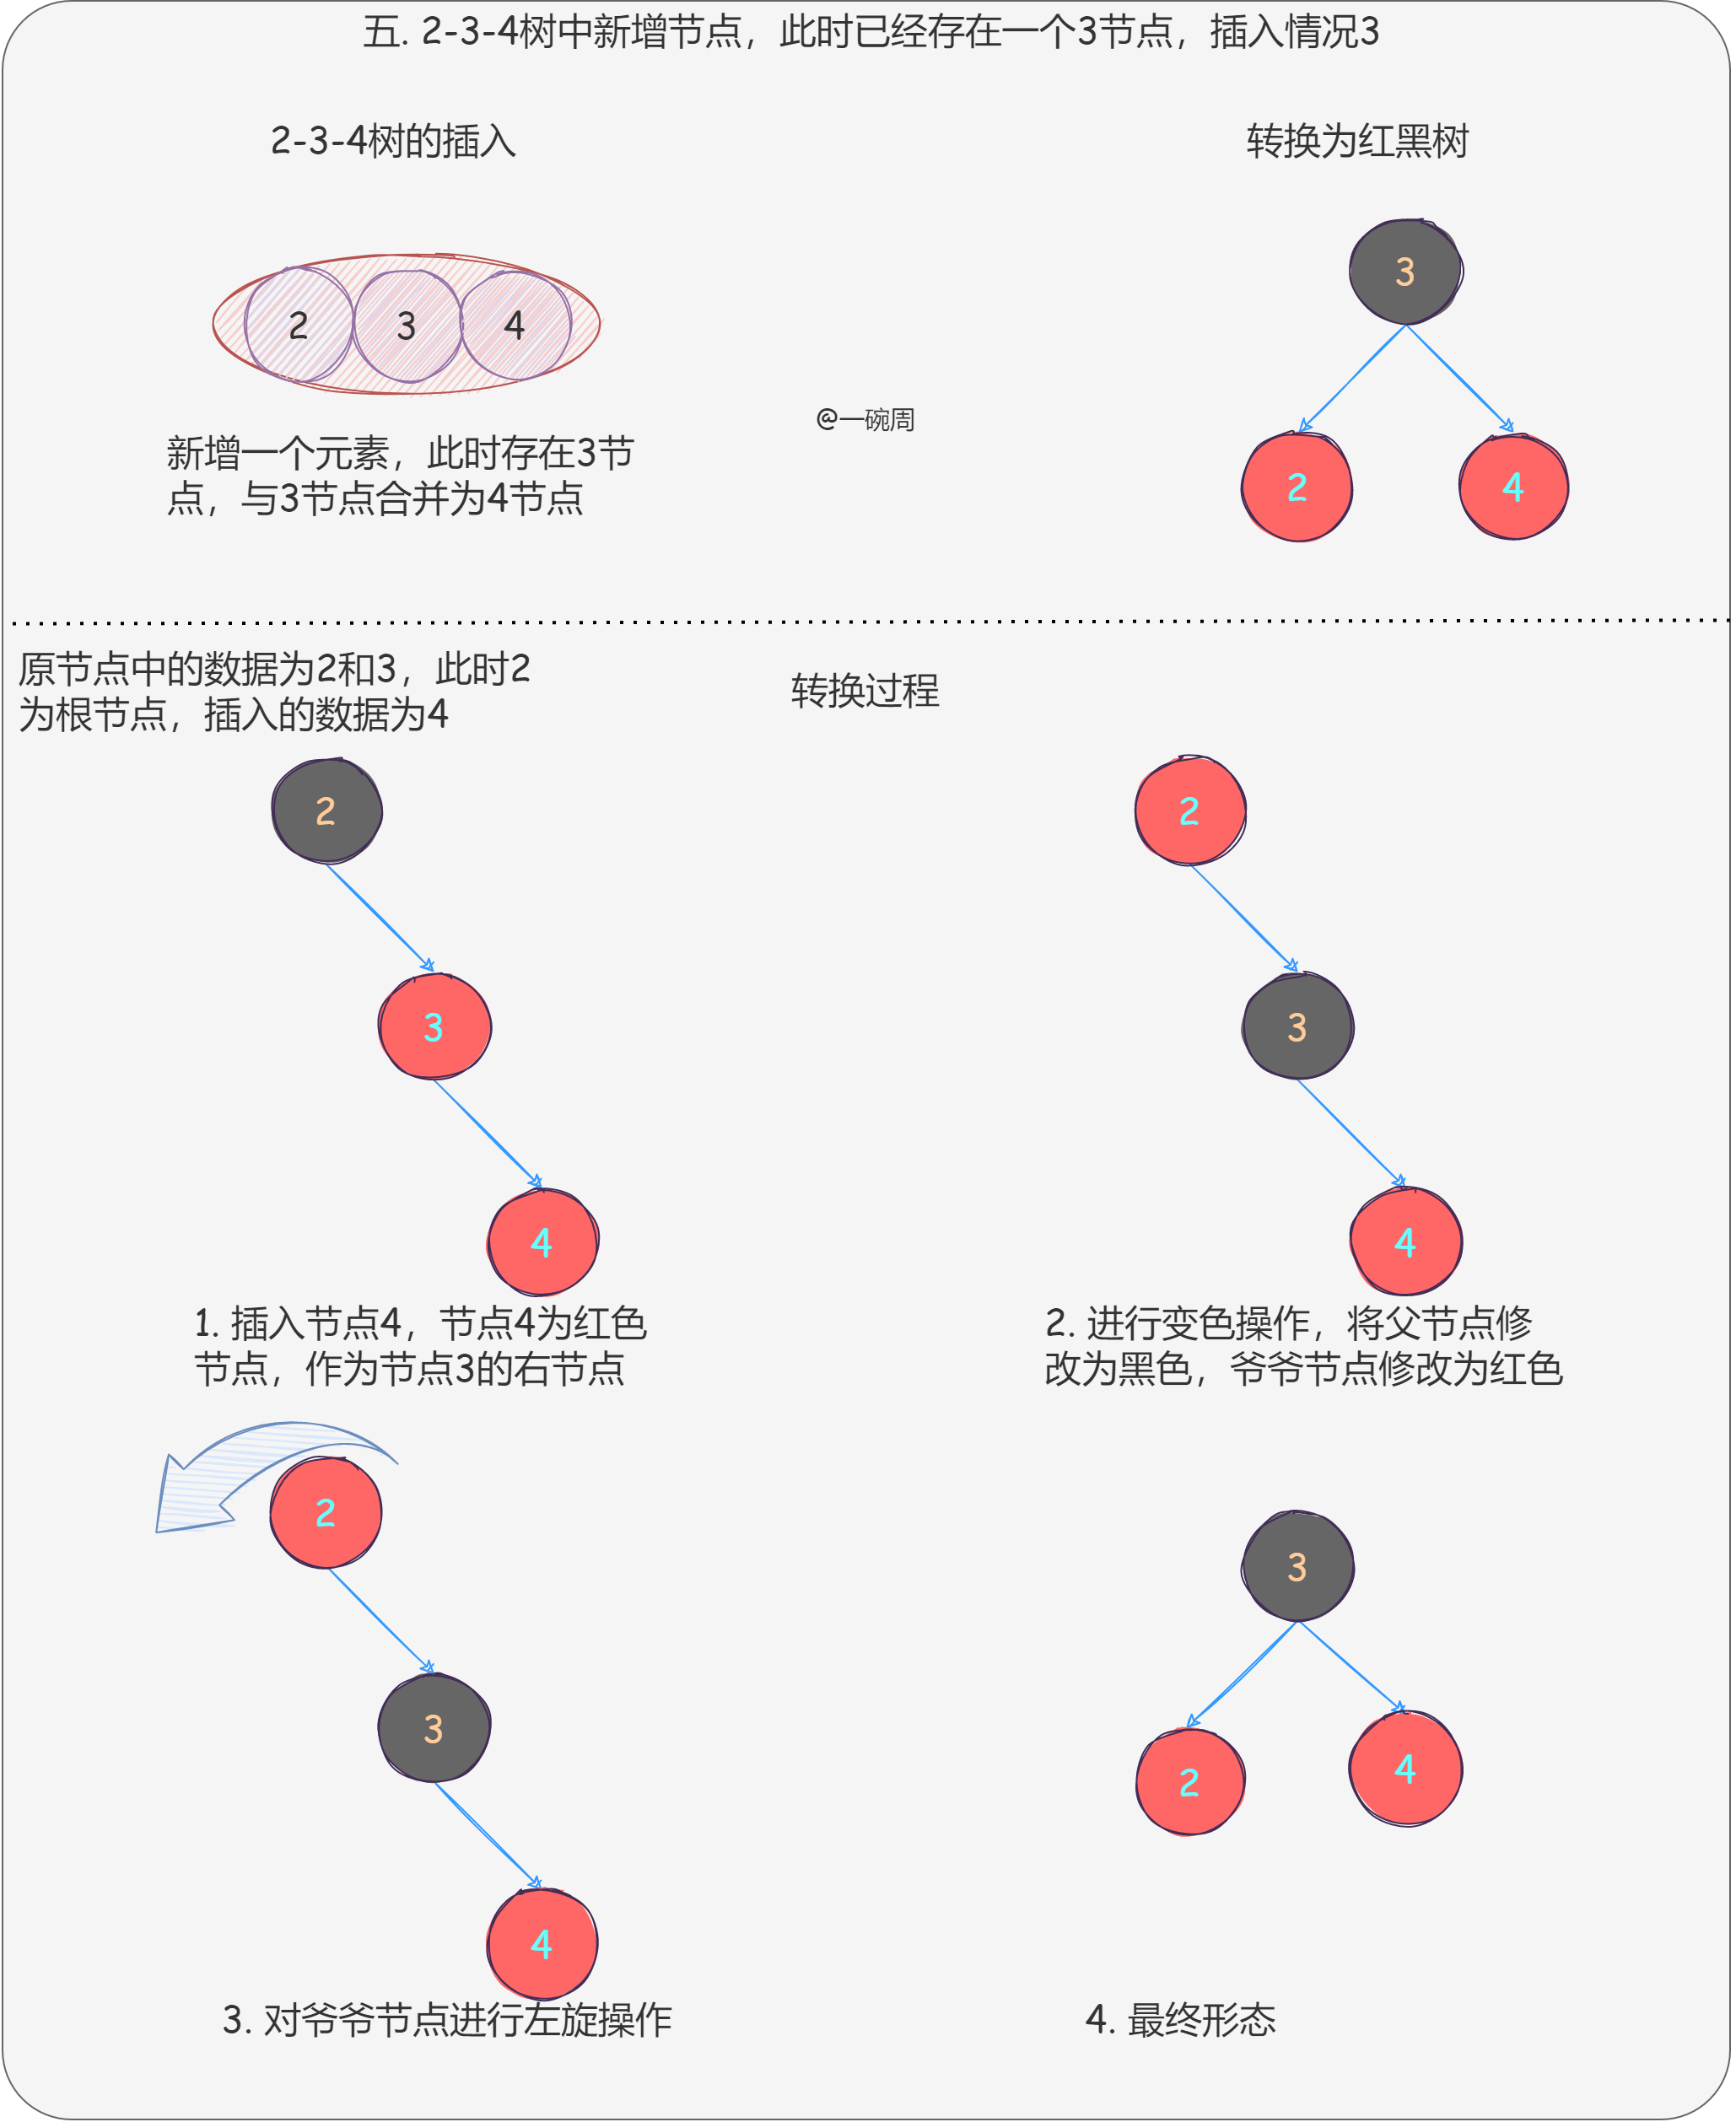 五. 2-3-4树中新增节点，此时已经存在一个3节点，插入情况3
2-3-4树的插入
转换为红黑树
3
2
3
4
@一碗周
新增一个元素，此时存在3节
点，与3节点合并为4节点
2
4
原节点中的数据为2和3，此时2
为根节点，插入的数据为4
转换过程
2
3
4
1. 插入节点4，节点4为红色
节点，作为节点3的右节点
2
3
4
2. 进行变色操作，将父节点修
改为黑色，爷爷节点修改为红色
2
3
4
3. 对爷爷节点进行左旋操作
3
2
4
4. 最终形态